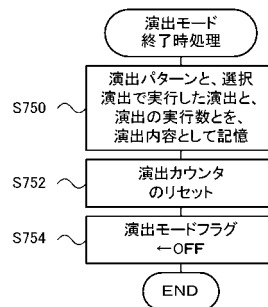 演出モード
終了時処理
S750
演出パターンと、選択
演出で実行した演出と、
演出の実行数とを、
演出内容として記憶
S752
演出カウンタ
のリセット
S754
演出モードフラグ
←OFF
END